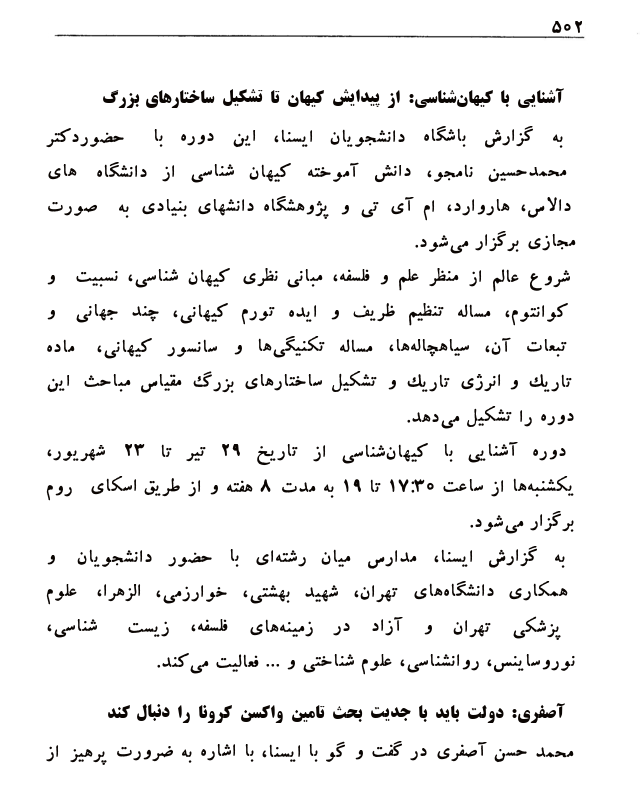 ۵۰۲
آشنایی با کیهان‌شناسی: از پیدایش کیهان تا تشکیل ساختارهای بزرگ
به گزارش باشگاه دانشجویان ایسنا، این دوره با حضوردکتر
محمدحسین نامجو، دانش آموخته کیهان شناسی از دانشگاه های
دالاس، هاروارد، ام آی تی و پژوهشگاه دانشهای بنیادی به صورت
مجازی برگزار می‌شود.
شروع عالم از منظر علم و فلسفه، مبانی نظری کیهان شناسی، نسبیت و
کوانتوم، مساله تنظیم ظریف و ایده تورم کیهانی، چند جهانی و
تبعات آن، سیاهچاله‌ها، مساله تکنیگی‌ها و سانسور کیهانی، ماده
تاریك و انرژی تاریك و تشکیل ساختارهای بزرگ مقیاس مباحث این
دوره را تشکیل می‌دهد.
دوره آشنایی با کیهان‌شناسی از تاریخ ۲۹ تیر تا ۲۳ شهریور،
یکشنبه‌ها از ساعت ۱۷:۳۰ تا ۱۹ به مدت ۸ هفته و از طریق اسکای روم
برگزار می‌شود.
به گزارش ایسنا، مدارس میان رشته‌ای با حضور دانشجویان و
همکاری دانشگاه‌های تهران، شهید بهشتی، خوارزمی، الزهرا، علوم
پزشکی تهران و آزاد در زمینه‌های فلسفه، زیست شناسی،
نوروساینس، روانشناسی، علوم شناختی و ... فعالیت می‌کند.
آصفری: دولت باید با جدیت بحث تامین واکسن کرونا را دنبال کند
محمد حسن آصفری در گفت و گو با ایسنا، با اشاره به ضرورت پرهیز از